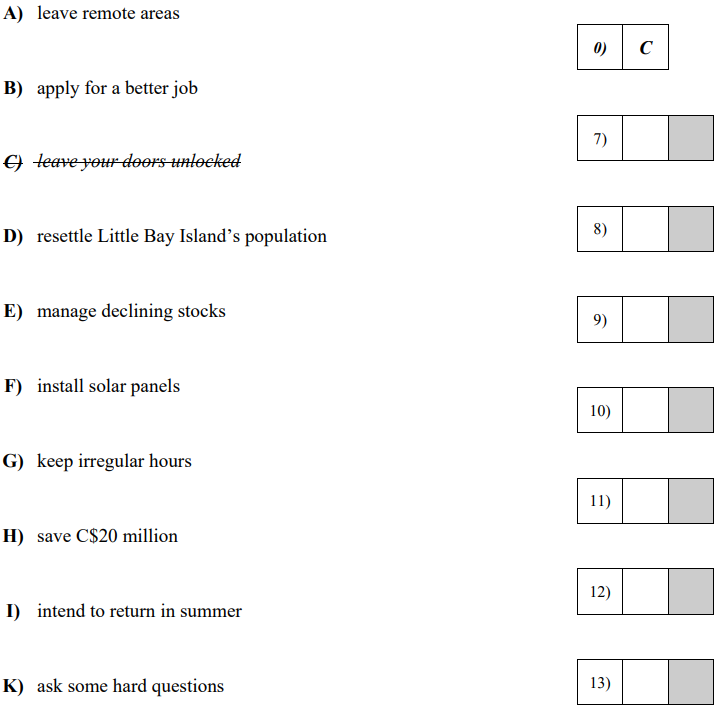 A) leave remote areas
0) C
B) apply for a better job
7)
C) leave your doors unlocked
8)
D) resettle Little Bay Island’s population
E) manage declining stocks
9)
F) install solar panels
10)
G) keep irregular hours
11)
H) save C$20 million
12)
I) intend to return in summer
K) ask some hard questions
13)